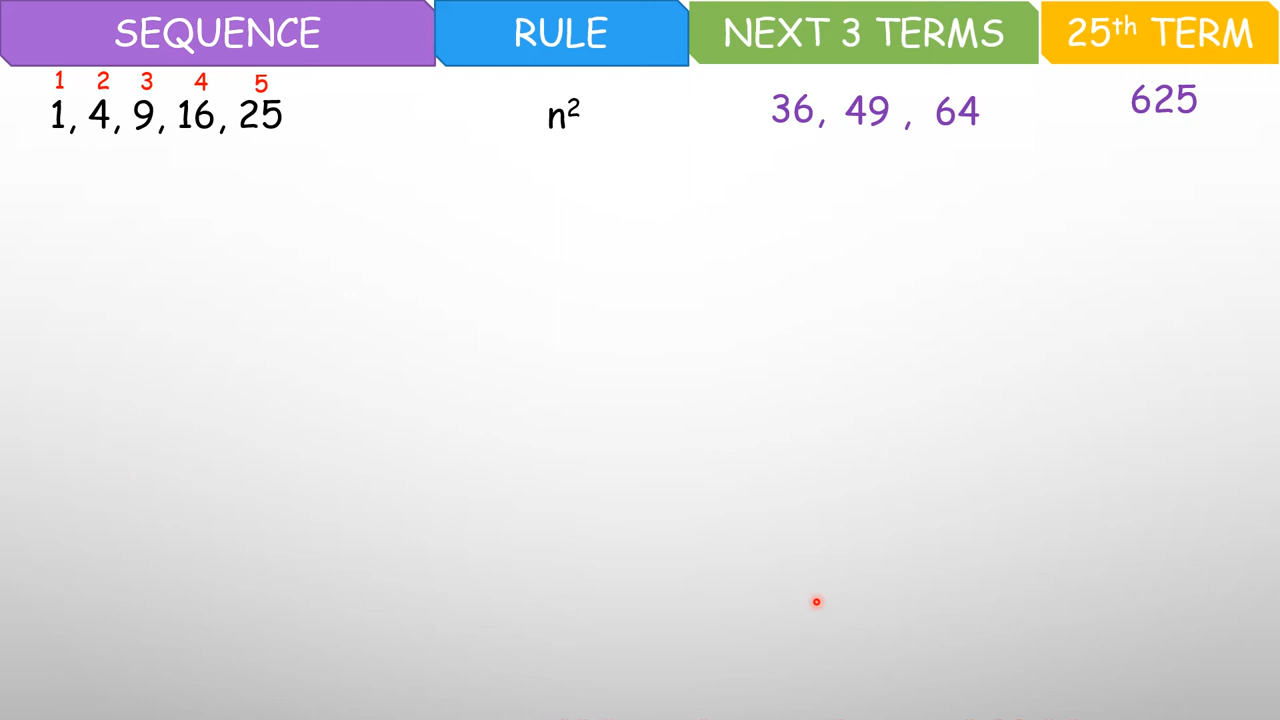 SEQUENCE RULE NEXT 3 TERMS 25th TERM
1 2 3 4 5
1, 4, 9, 16, 25 n² 36, 49 , 64 625